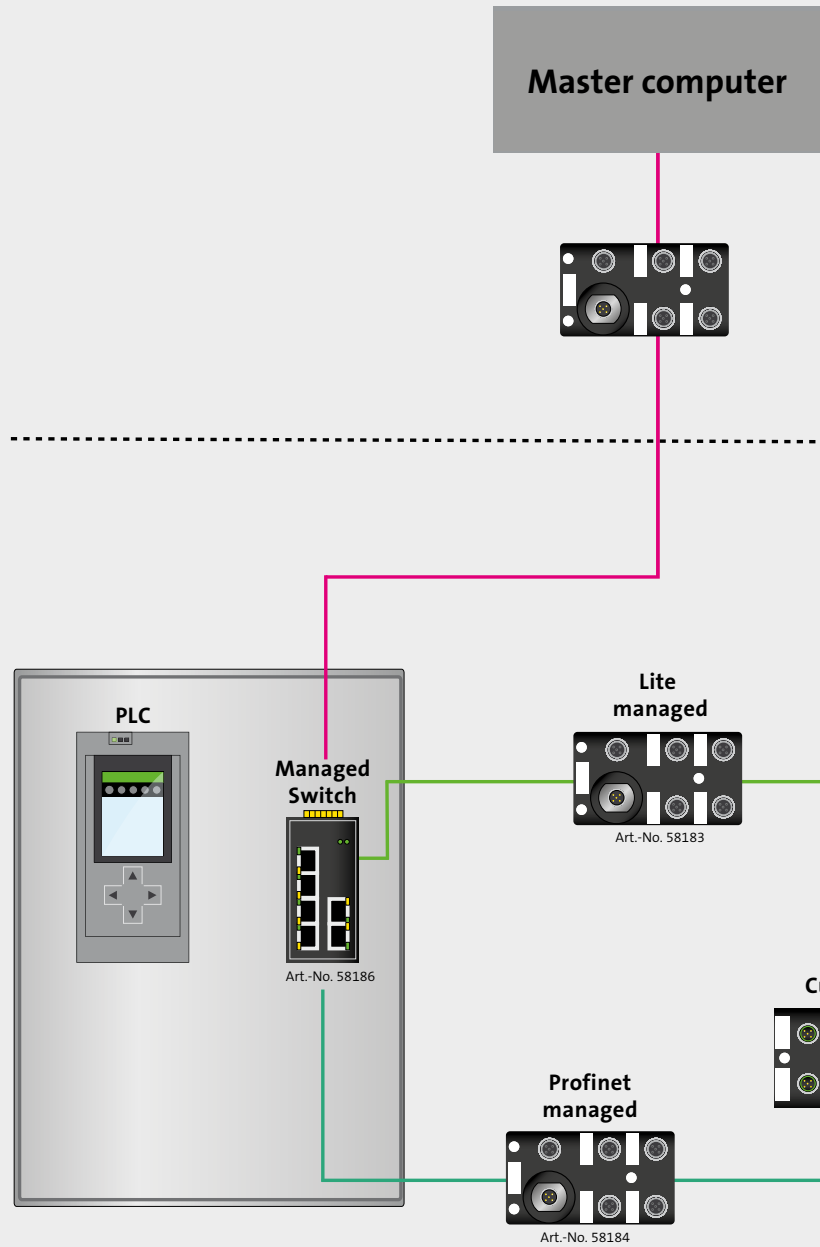 Master computer
Lite
managed
PLC
Managed
Switch
Art.-No. 58183
Art.-No. 58186
Profinet
managed
Art.-No. 58184